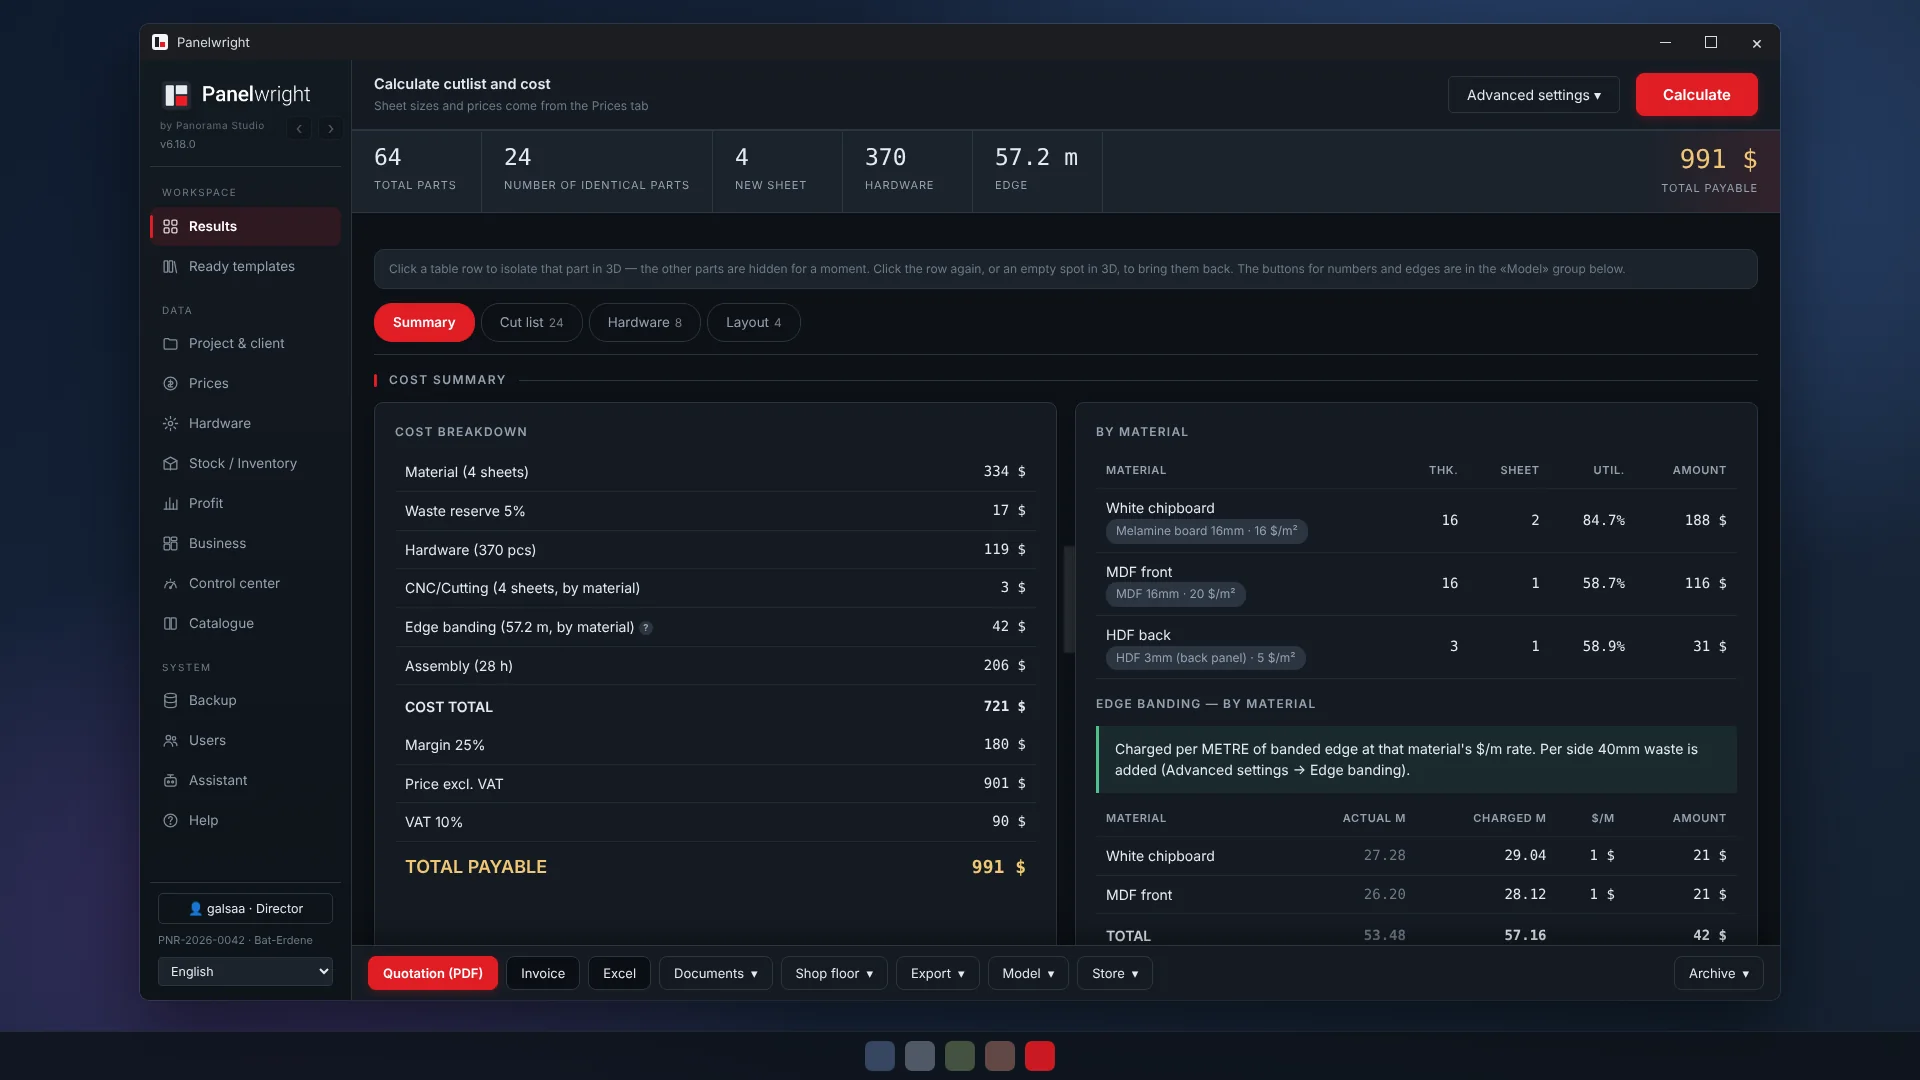 Panelwright
Panelwright
by Panorama Studio
v6.18.0
WORKSPACE
Results
Ready templates
DATA
Project & client
Prices
Hardware
Stock / Inventory
Profit
Business
Control center
Catalogue
SYSTEM
Backup
Users
Assistant
Help
galsaa · Director
PNR-2026-0042 · Bat-Erdene
English
Calculate cutlist and cost
Sheet sizes and prices come from the Prices tab
Advanced settings ▾
Calculate
64
TOTAL PARTS
24
NUMBER OF IDENTICAL PARTS
4
NEW SHEET
370
HARDWARE
57.2 m
EDGE
991 $
TOTAL PAYABLE
Click a table row to isolate that part in 3D — the other parts are hidden for a moment. Click the row again, or an empty spot in 3D, to bring them back. The buttons for numbers and edges are in the «Model» group below.
Summary
Cut list 24
Hardware 8
Layout 4
COST SUMMARY
COST BREAKDOWN
Material (4 sheets) 334 $
Waste reserve 5% 17 $
Hardware (370 pcs) 119 $
CNC/Cutting (4 sheets, by material) 3 $
Edge banding (57.2 m, by material) ? 42 $
Assembly (28 h) 206 $
COST TOTAL 721 $
Margin 25% 180 $
Price excl. VAT 901 $
VAT 10% 90 $
TOTAL PAYABLE 991 $
BY MATERIAL
MATERIAL THK. SHEET UTIL. AMOUNT
White chipboard 16 2 84.7% 188 $
Melamine board 16mm · 16 $/m²
MDF front 16 1 58.7% 116 $
MDF 16mm · 20 $/m²
HDF back 3 1 58.9% 31 $
HDF 3mm (back panel) · 5 $/m²
EDGE BANDING — BY MATERIAL
Charged per METRE of banded edge at that material's $/m rate. Per side 40mm waste is
added (Advanced settings → Edge banding).
MATERIAL ACTUAL M CHARGED M $/M AMOUNT
White chipboard 27.28 29.04 1 $ 21 $
MDF front 26.20 28.12 1 $ 21 $
TOTAL 53.48 57.16 42 $
Quotation (PDF)
Invoice
Excel
Documents ▾
Shop floor ▾
Export ▾
Model ▾
Store ▾
Archive ▾